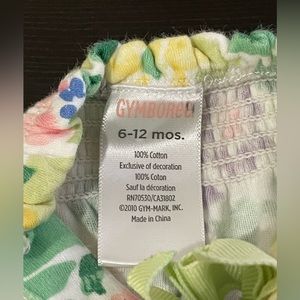 GYMBOREE
6-12 mos.
100% Cotton
Exclusive of decoration
100% Coton
Sauf la décoration
RN70530/CA31802
©2010 GYM-MARK, INC.
Made in China